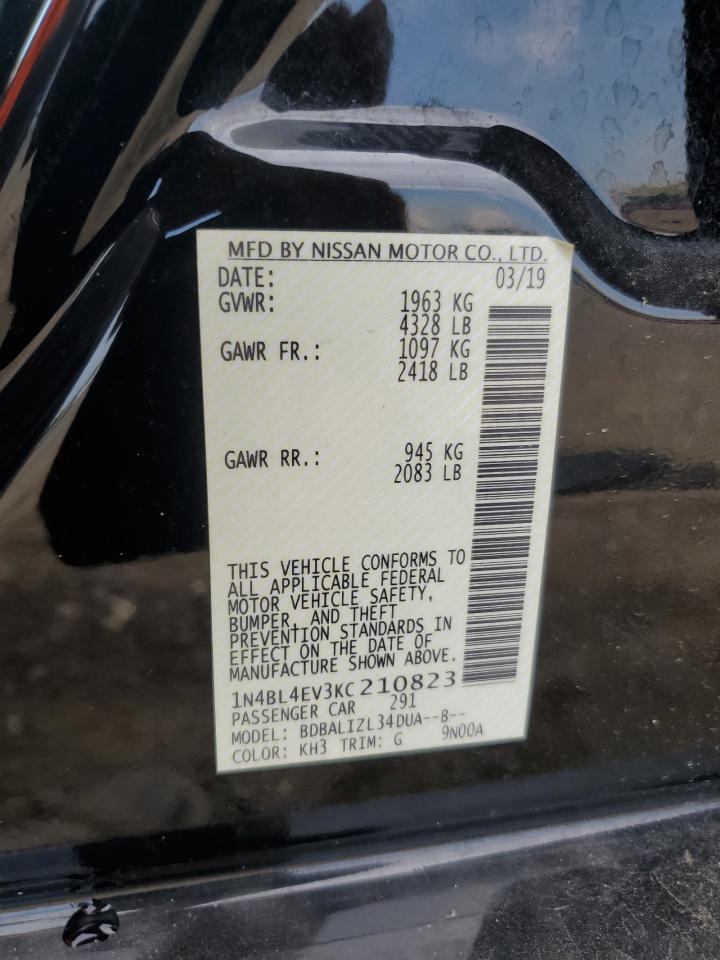 MFD BY NISSAN MOTOR CO., LTD.
DATE: 03/19
GVWR: 1963 KG
4328 LB
GAWR FR.: 1097 KG
2418 LB
GAWR RR.: 945 KG
2083 LB
THIS VEHICLE CONFORMS TO
ALL APPLICABLE FEDERAL
MOTOR VEHICLE SAFETY,
BUMPER, AND THEFT
PREVENTION STANDARDS IN
EFFECT ON THE DATE OF
MANUFACTURE SHOWN ABOVE.
1N4BL4EV3KC210823
PASSENGER CAR 291
MODEL: BDBALIZL34DUA--B--
COLOR: KH3 TRIM: G 9N00A